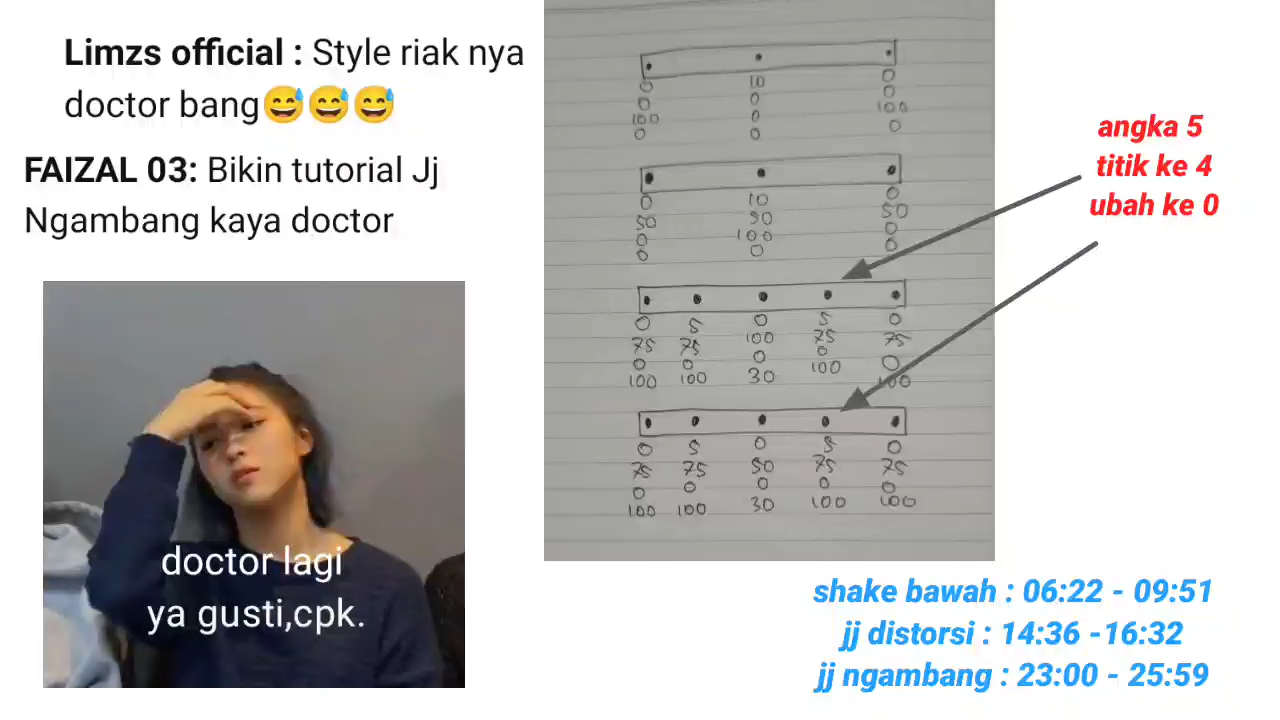 Limzs official : Style riak nya
doctor bang😅😅😅
FAIZAL 03: Bikin tutorial Jj
Ngambang kaya doctor
doctor lagi
ya gusti,cpk.
0 10 0
0 0 0
100 0 100
0 0 0
0 10 0
50 90 50
0 100 0
0 0 0
0 5 0 5 0
75 75 100 75 75
0 0 0 0 0
100 100 30 100 100
0 5 0 5 0
75 75 50 75 75
0 0 0 0 0
100 100 30 100 100
angka 5
titik ke 4
ubah ke 0
shake bawah : 06:22 - 09:51
jj distorsi : 14:36 -16:32
jj ngambang : 23:00 - 25:59